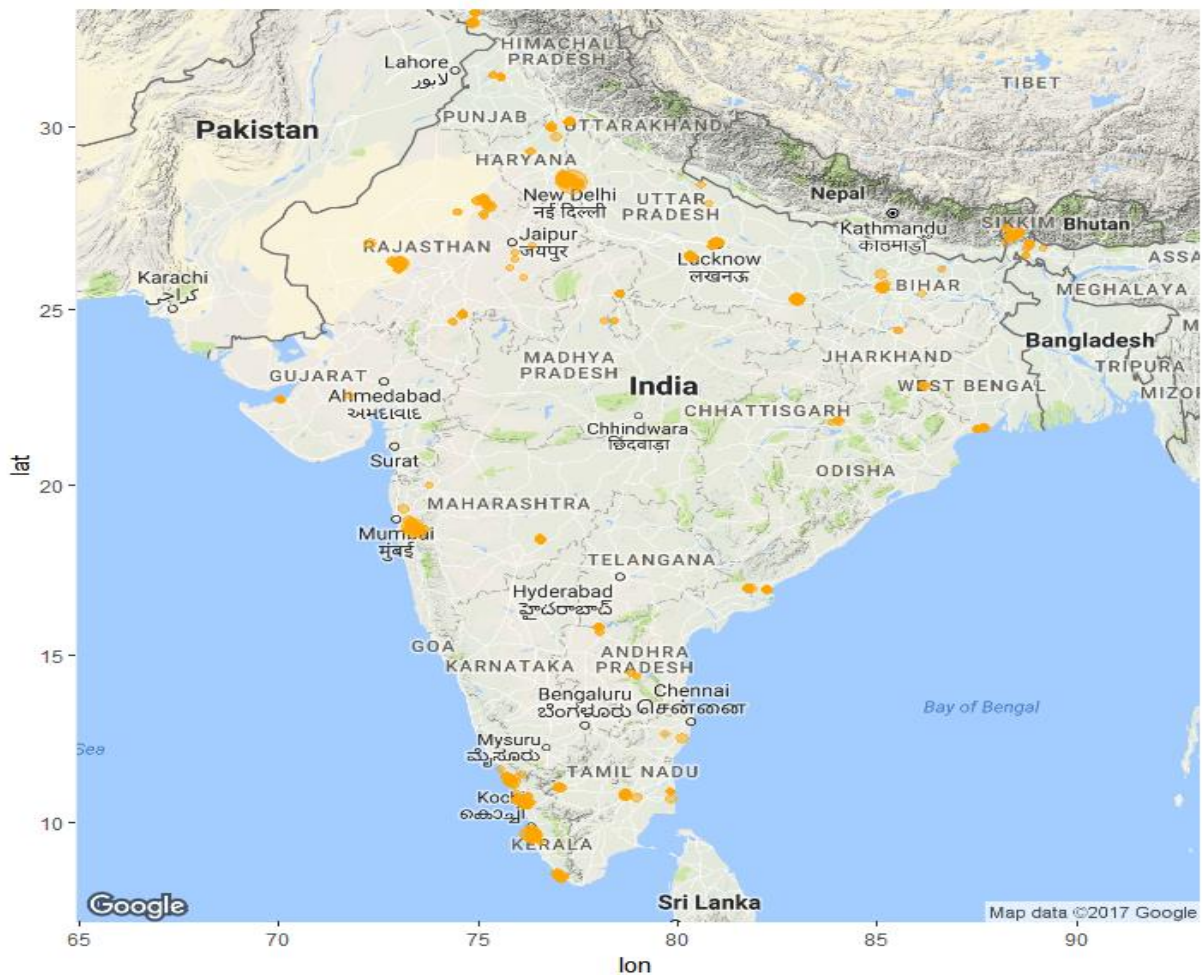 HIMACHAL
PRADESH
Lahore
لاہور
TIBET
30
Pakistan
PUNJAB
UTTARAKHAND
HARYANA
New Delhi
नई दिल्ली
UTTAR
PRADESH
Nepal
Kathmandu
काठमाडौं
SIKKIM
Bhutan
ASSA
Jaipur
जयपुर
RAJASTHAN
Lucknow
लखनऊ
Karachi
کراچی
BIHAR
MEGHALAYA
25
Bangladesh
JHARKHAND
MADHYA
PRADESH
GUJARAT
India
WEST BENGAL
TRIPURA
MIZO
Ahmedabad
અમદાવાદ
CHHATTISGARH
Chhindwara
छिंदवाड़ा
lat
Surat
ODISHA
20
MAHARASHTRA
Mumbai
मुंबई
TELANGANA
Hyderabad
హైదరాబాద్
GOA
15
KARNATAKA
ANDHRA
PRADESH
Bengaluru
ಬೆಂಗಳೂರು
Chennai
சென்னை
Bay of Bengal
Sea
Mysuru
ಮೈಸೂರು
TAMIL NADU
Kochi
കൊച്ചി
10
KERALA
Google
Sri Lanka
Map data ©2017 Google
65 70 75 80 85 90
lon